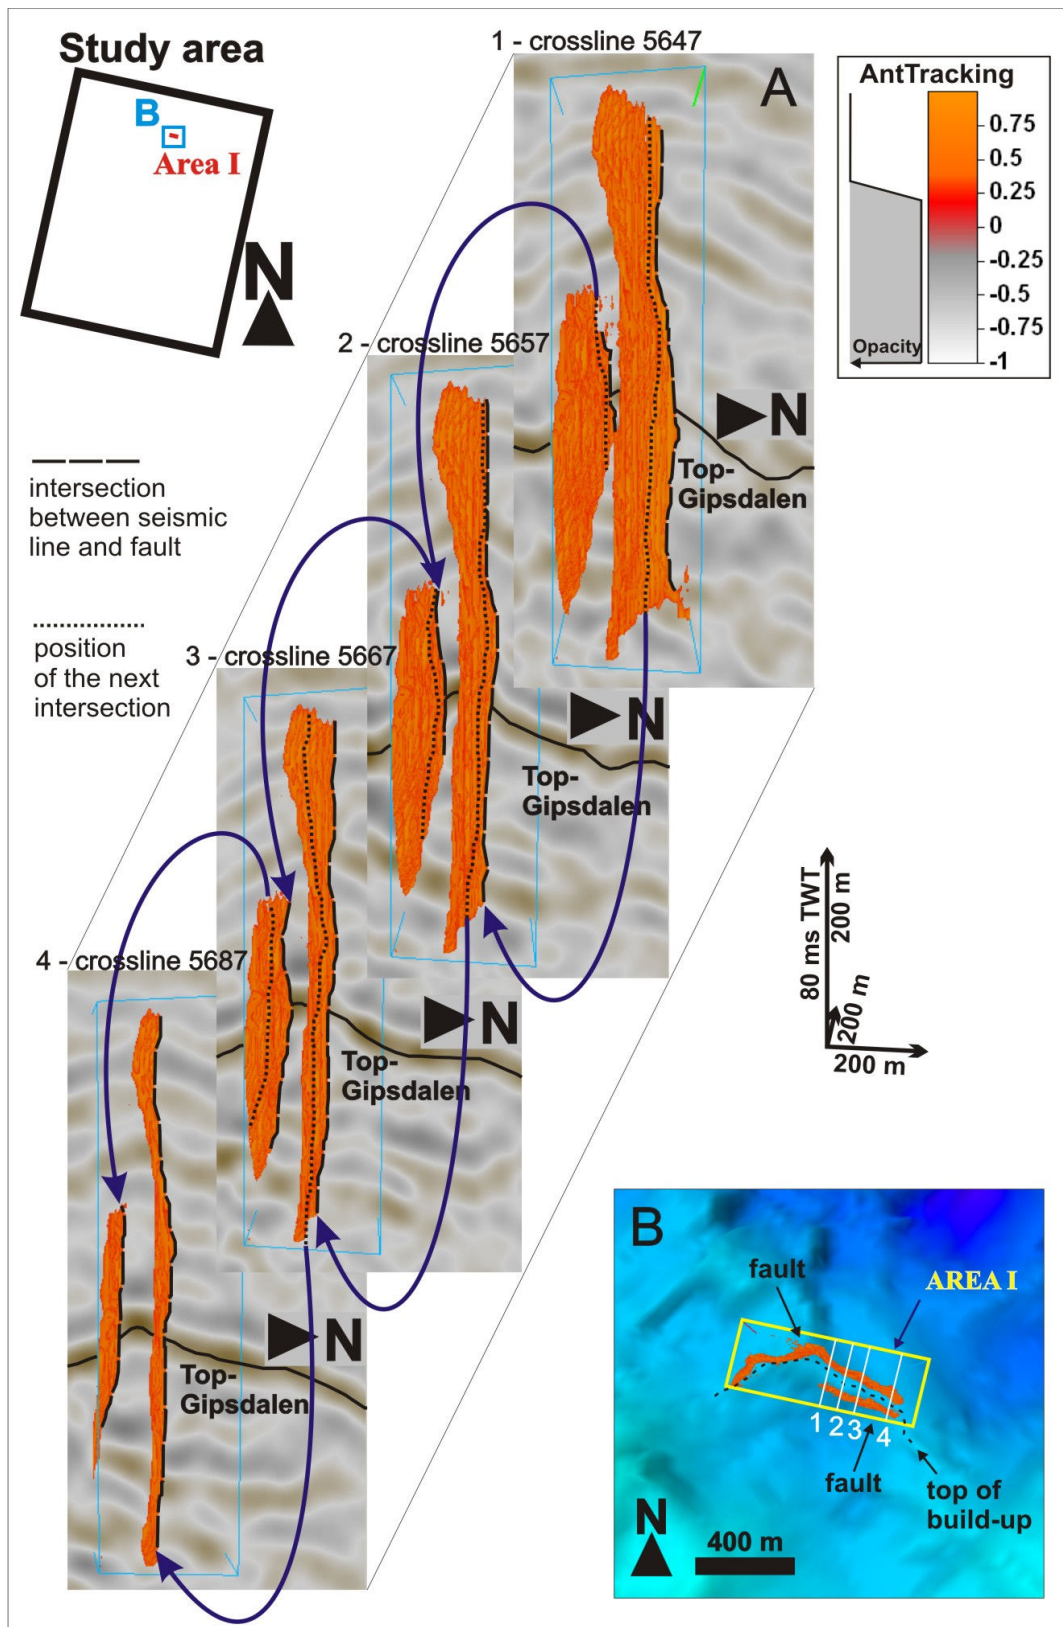 Study area
B
Area I
N
1 - crossline 5647
A
AntTracking
0.75
0.5
0.25
0
-0.25
-0.5
-0.75
-1
Opacity
N
Top-
Gipsdalen
2 - crossline 5657
intersection
between seismic
line and fault
position
of the next
intersection
N
Top-
Gipsdalen
3 - crossline 5667
N
Top-
Gipsdalen
4 - crossline 5687
N
Top-
Gipsdalen
80 ms TWT
200 m
200 m
200 m
B
fault
AREA I
1
2
3
4
fault
top of
build-up
N
400 m